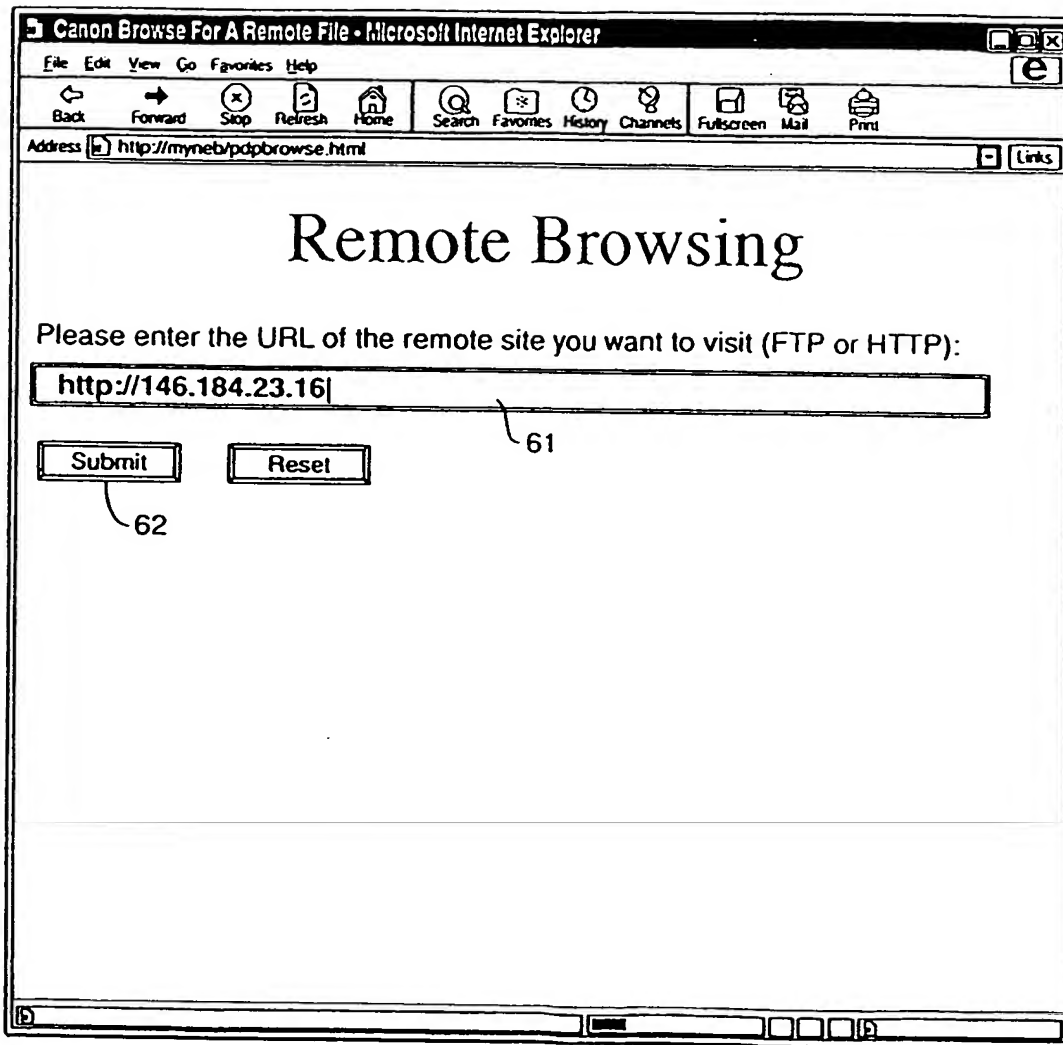 Canon Browse For A Remote File - Microsoft Internet Explorer
File Edit View Go Favorites Help
e
Back Forward Stop Refresh Home Search Favorites History Channels Fullscreen Mail Print
Address http://myneb/pdpbrowse.html Links
Remote Browsing
Please enter the URL of the remote site you want to visit (FTP or HTTP):
http://146.184.23.16
61
Submit Reset
62